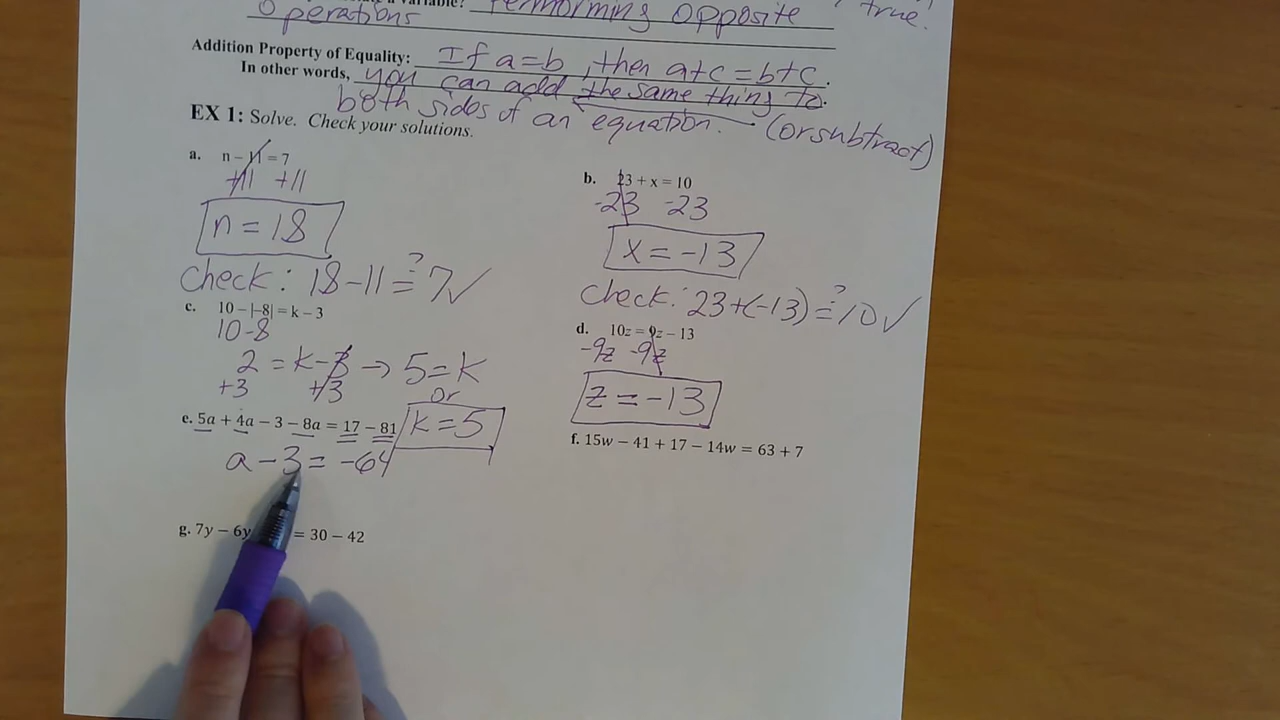 a variable? Performing opposite true.
operations
Addition Property of Equality: If a=b, then a+c=b+c.
In other words, you can add the same thing to
both sides of an equation. (or subtract)
EX 1: Solve. Check your solutions.
a. n – 11 = 7
+11 +11
n = 18
check: 18-11 ≟ 7✓
b. 23 + x = 10
-23 -23
x = -13
check: 23+(-13) ≟ 10✓
c. 10 – |–8| = k – 3
10-8
2 = k-3 → 5=k
+3 +3 or
k = 5
d. 10z = 9z – 13
-9z -9z
z = -13
e. 5a + 4a – 3 – 8a = 17 – 81
a - 3 = -64
f. 15w – 41 + 17 – 14w = 63 + 7
g. 7y – 6y = 30 – 42